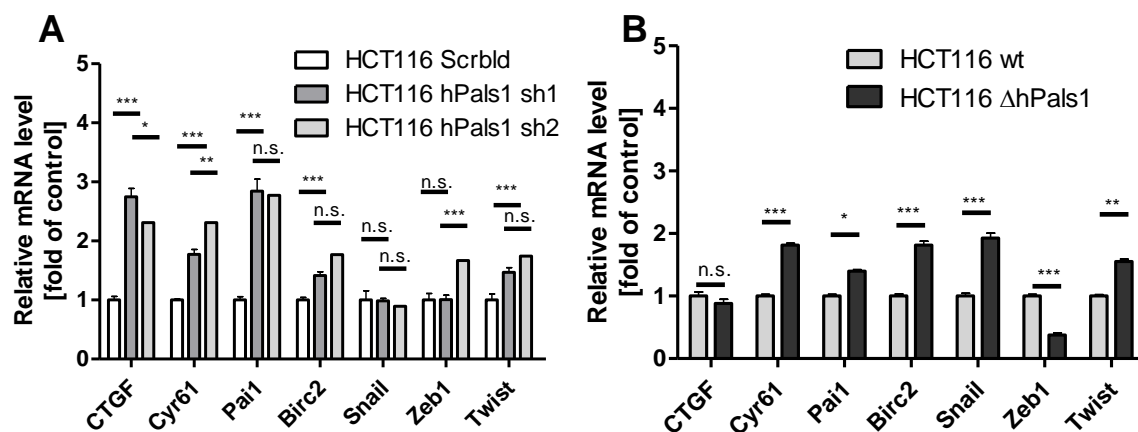 A
HCT116 Scrbld
HCT116 hPals1 sh1
HCT116 hPals1 sh2
Relative mRNA level
[fold of control]
5
4
3
2
1
0
***
*
***
**
***
n.s.
***
n.s.
n.s.
n.s.
n.s.
***
***
n.s.
CTGF
Cyr61
Pai1
Birc2
Snail
Zeb1
Twist
B
HCT116 wt
HCT116 ΔhPals1
Relative mRNA level
[fold of control]
5
4
3
2
1
0
n.s.
***
*
***
***
***
**
CTGF
Cyr61
Pai1
Birc2
Snail
Zeb1
Twist